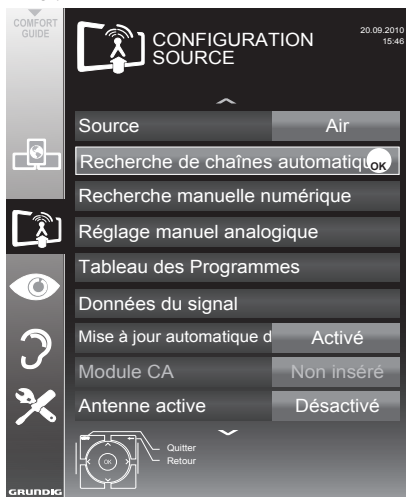 COMFORT
GUIDE
CONFIGURATION
SOURCE
20.09.2010
15:46
Source Air
Recherche de chaînes automatiqu OK
Recherche manuelle numérique
Réglage manuel analogique
Tableau des Programmes
Données du signal
Mise à jour automatique d Activé
Module CA Non inséré
Antenne active Désactivé
Quitter
OK Retour
GRUNDIG